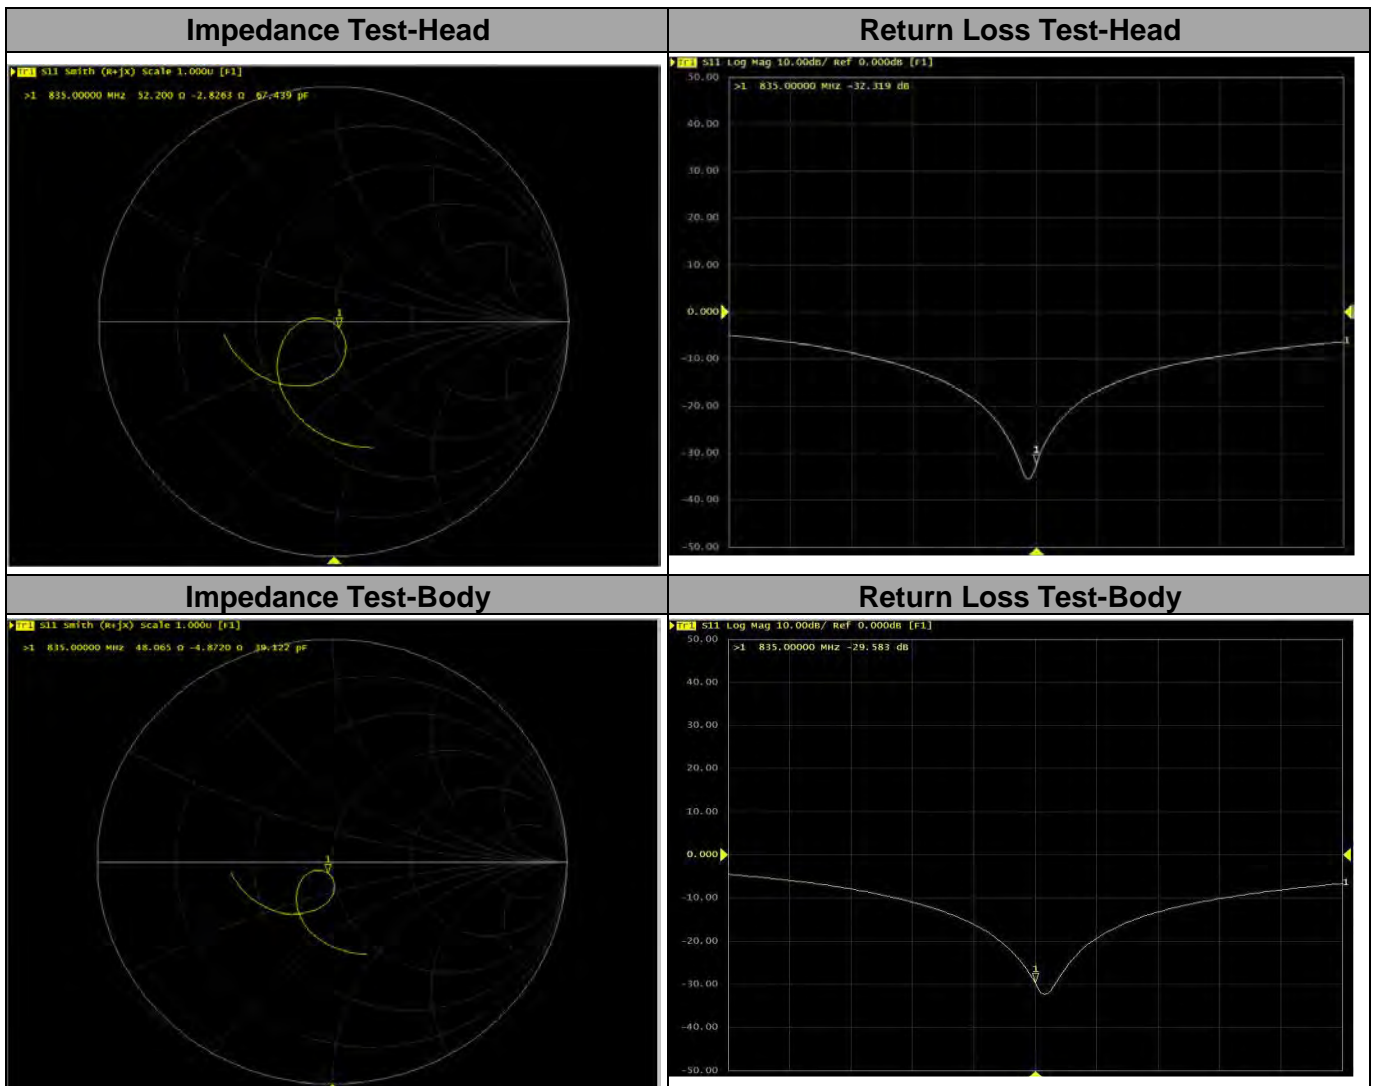 Impedance Test-Head
Return Loss Test-Head
Tr1 S11 Smith (R+jX) Scale 1.000U [F1]
>1 835.00000 MHz 52.200 Ω -2.8263 Ω 67.439 pF
1
Tr1 S11 Log Mag 10.00dB/ Ref 0.000dB [F1]
50.00
>1 835.00000 MHz -32.319 dB
40.00
30.00
20.00
10.00
0.000
1
-10.00
-20.00
-30.00
1
-40.00
-50.00
Impedance Test-Body
Return Loss Test-Body
Tr1 S11 Smith (R+jX) Scale 1.000U [F1]
>1 835.00000 MHz 48.065 Ω -4.8720 Ω 39.122 pF
1
Tr1 S11 Log Mag 10.00dB/ Ref 0.000dB [F1]
50.00
>1 835.00000 MHz -29.583 dB
40.00
30.00
20.00
10.00
0.000
1
-10.00
-20.00
1
-30.00
-40.00
-50.00